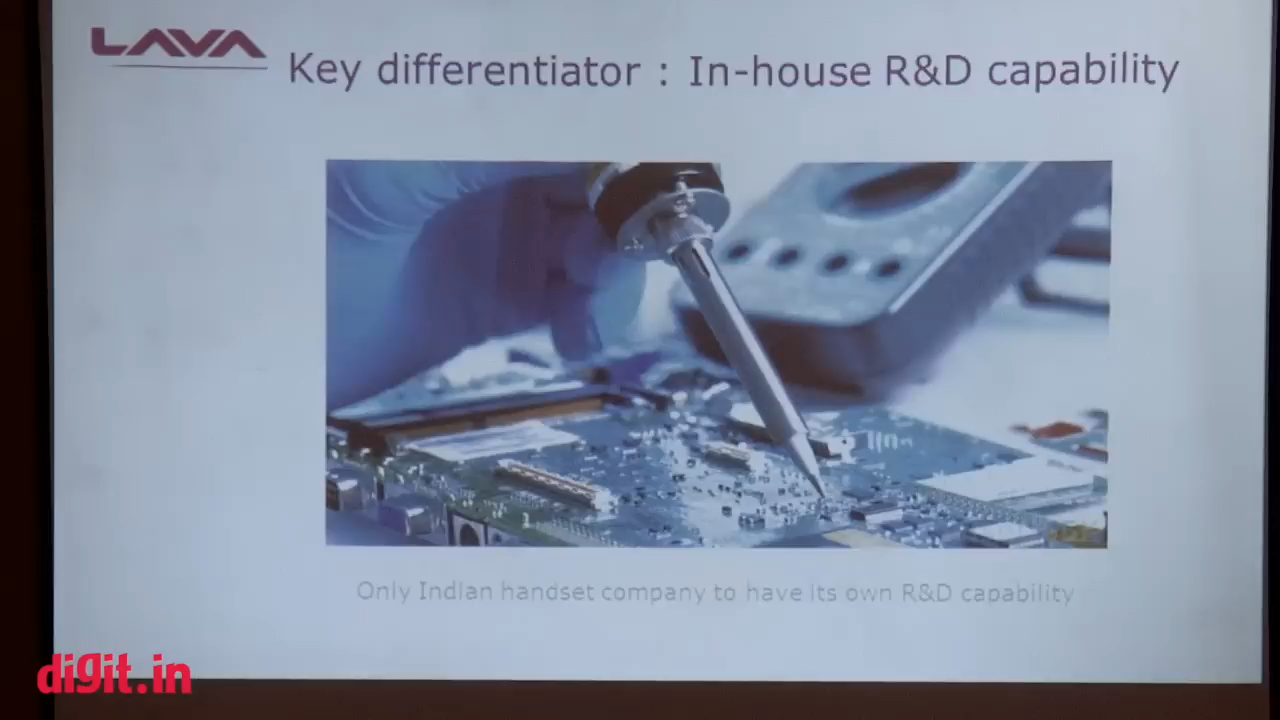 LAVA
Key differentiator : In-house R&D capability
Only Indian handset company to have its own R&D capability
digit.in